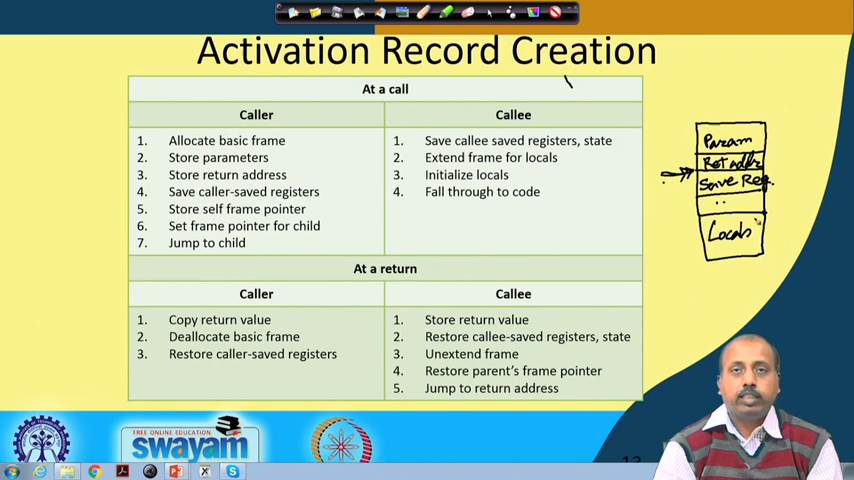 Activation Record Creation
At a call
Caller
Callee
1. Allocate basic frame
2. Store parameters
3. Store return address
4. Save caller-saved registers
5. Store self frame pointer
6. Set frame pointer for child
7. Jump to child
1. Save callee saved registers, state
2. Extend frame for locals
3. Initialize locals
4. Fall through to code
At a return
Caller
Callee
1. Copy return value
2. Deallocate basic frame
3. Restore caller-saved registers
1. Store return value
2. Restore callee-saved registers, state
3. Unextend frame
4. Restore parent's frame pointer
5. Jump to return address
Param
Ret addr
Save Reg.
..
Locals
FREE ONLINE EDUCATION
swayam